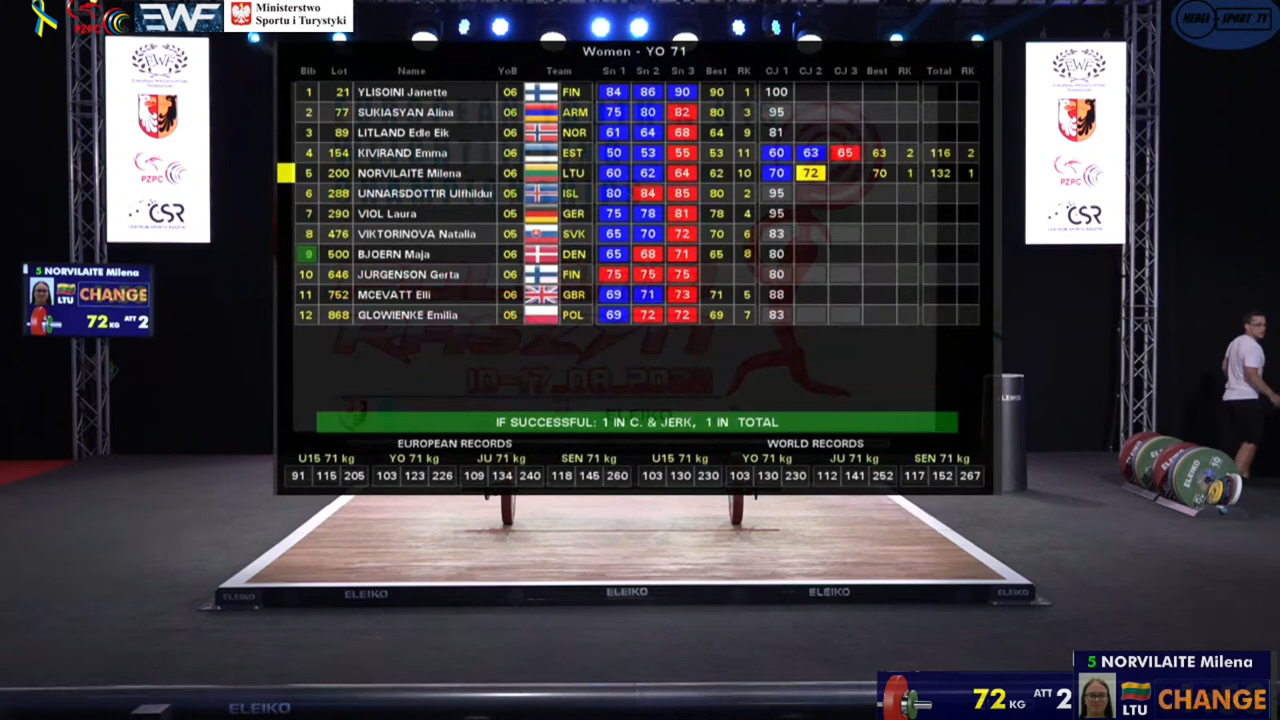 Ministerstwo
Sportu i Turystyki
PZPC
EWF
MEDIA-SPORT TV
Women - YO 71
Bib Lot Name YoB Team Sn 1 Sn 2 Sn 3 Best RK CJ 1 CJ 2 CJ 3 Best RK Total RK
1 21 YLISOINI Janette 06 FIN 84 86 90 90 1 100
2 77 SUKIASYAN Alina 06 ARM 75 80 82 80 3 95
3 89 LITLAND Edle Eik 06 NOR 61 64 68 64 9 81
4 154 KIVIRAND Emma 06 EST 50 53 55 53 11 60 63 65 63 2 116 2
5 200 NORVILAITE Milena 06 LTU 60 62 64 62 10 70 72 70 1 132 1
6 288 UNNARSDOTTIR Ulfhildur 06 ISL 80 84 85 80 2 95
7 290 VIOL Laura 05 GER 75 78 81 78 4 95
8 476 VIKTORINOVA Natalia 05 SVK 65 70 72 70 6 83
9 500 BJOERN Maja 06 DEN 65 68 71 65 8 80
10 646 JURGENSON Gerta 06 FIN 75 75 75 80
11 752 MCEVATT Elli 06 GBR 69 71 73 71 5 88
12 868 GLOWIENKE Emilia 05 POL 69 72 72 69 7 83
IF SUCCESSFUL: 1 IN C. & JERK, 1 IN TOTAL
EUROPEAN RECORDS WORLD RECORDS
U15 71 kg YO 71 kg JU 71 kg SEN 71 kg U15 71 kg YO 71 kg JU 71 kg SEN 71 kg
91 115 205 103 123 226 109 134 240 118 145 260 103 130 230 103 130 230 112 141 252 117 152 267
EWF
PZPC
CSR
EWF
PZPC
CSR
5 NORVILAITE Milena
LTU CHANGE
72 KG ATT 2
ELEIKO
ELEIKO ELEIKO ELEIKO ELEIKO ELEIKO
ELEIKO
5 NORVILAITE Milena
72 KG ATT 2 LTU CHANGE